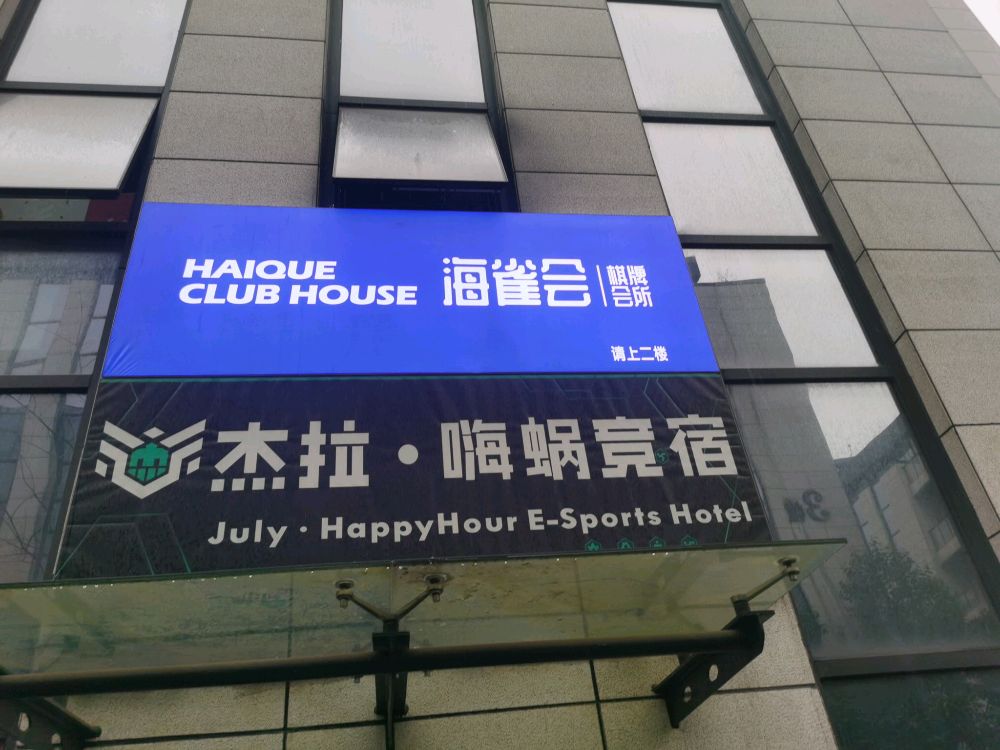 HAIQUE
CLUB HOUSE
海雀会
棋牌
会所
请上二楼
杰拉·嗨蜗竞宿
July · HappyHour E-Sports Hotel